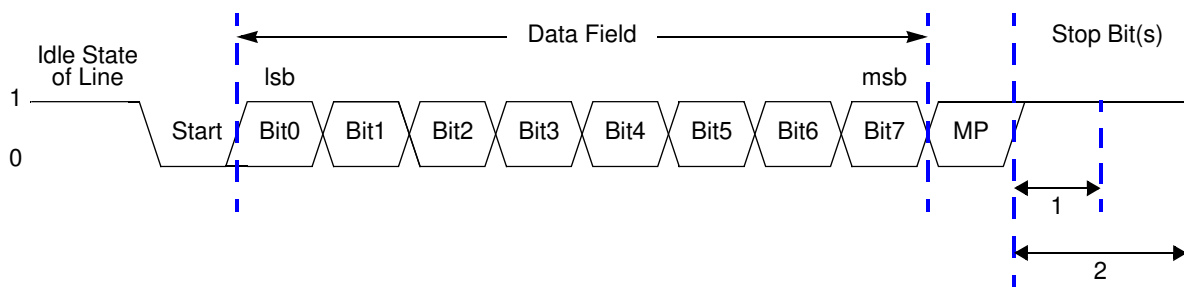 Data Field
Stop Bit(s)
Idle State
of Line
lsb
msb
1
Start
Bit0
Bit1
Bit2
Bit3
Bit4
Bit5
Bit6
Bit7
MP
0
1
2